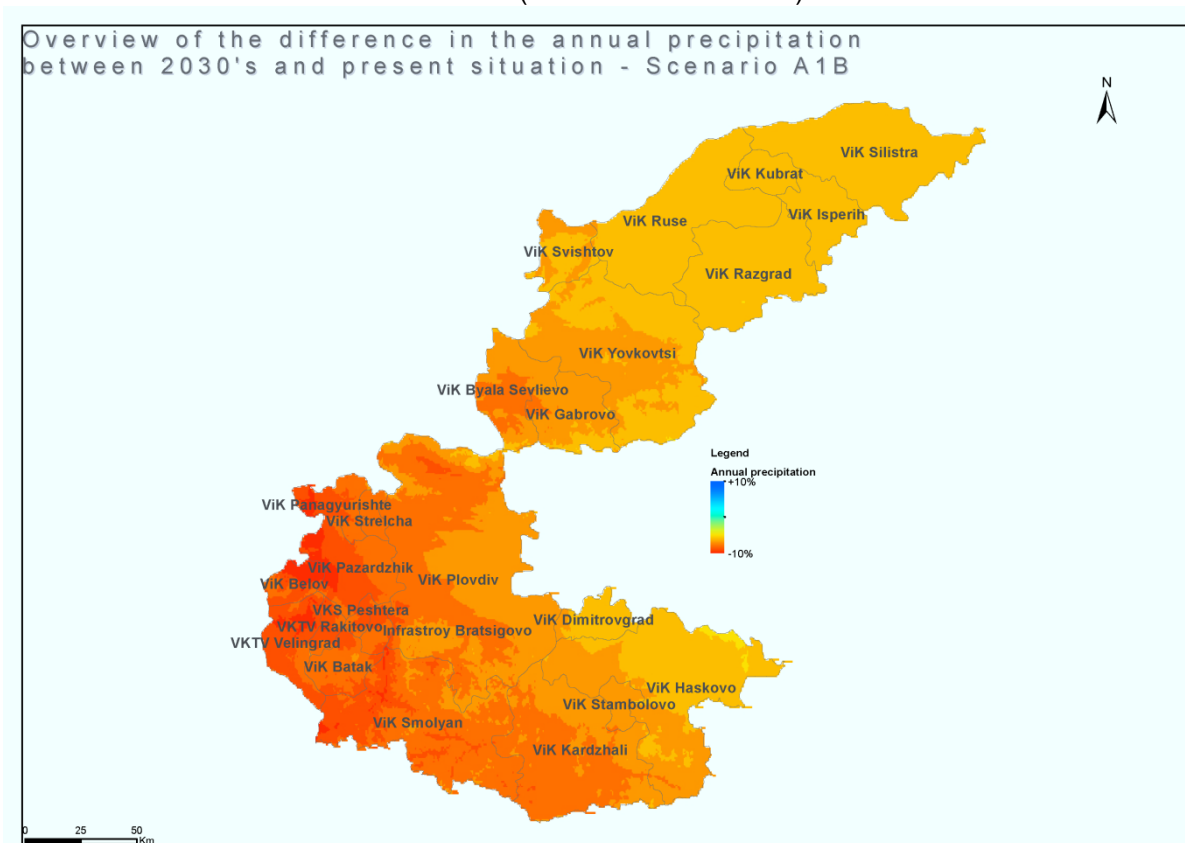 Overview of the difference in the annual precipitation
between 2030's and present situation - Scenario A1B
N
ViK Silistra
ViK Kubrat
ViK Isperih
ViK Ruse
ViK Svishtov
ViK Razgrad
ViK Yovkovtsi
ViK Byala Sevlievo
ViK Gabrovo
Legend
Annual precipitation
+10%
-10%
ViK Panagyurishte
ViK Strelcha
ViK Pazardzhik
ViK Plovdiv
ViK Belov
VKS Peshtera
VKTV Rakitovo
Infrastroy Bratsigovo
ViK Dimitrovgrad
VKTV Velingrad
ViK Batak
ViK Haskovo
ViK Stambolovo
ViK Smolyan
ViK Kardzhali
0 25 50
Km